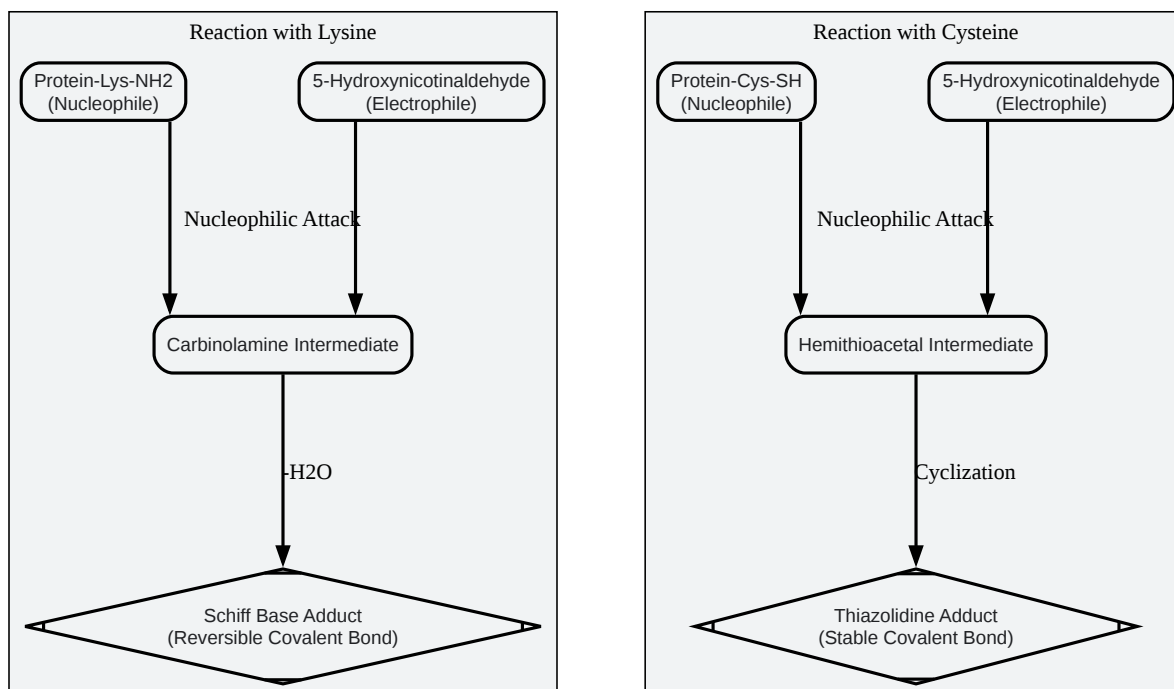 Reaction with Lysine
Protein-Lys-NH2
(Nucleophile)
5-Hydroxynicotinaldehyde
(Electrophile)
Nucleophilic Attack
Carbinolamine Intermediate
-H2O
Schiff Base Adduct
(Reversible Covalent Bond)
Reaction with Cysteine
Protein-Cys-SH
(Nucleophile)
5-Hydroxynicotinaldehyde
(Electrophile)
Nucleophilic Attack
Hemithioacetal Intermediate
Cyclization
Thiazolidine Adduct
(Stable Covalent Bond)